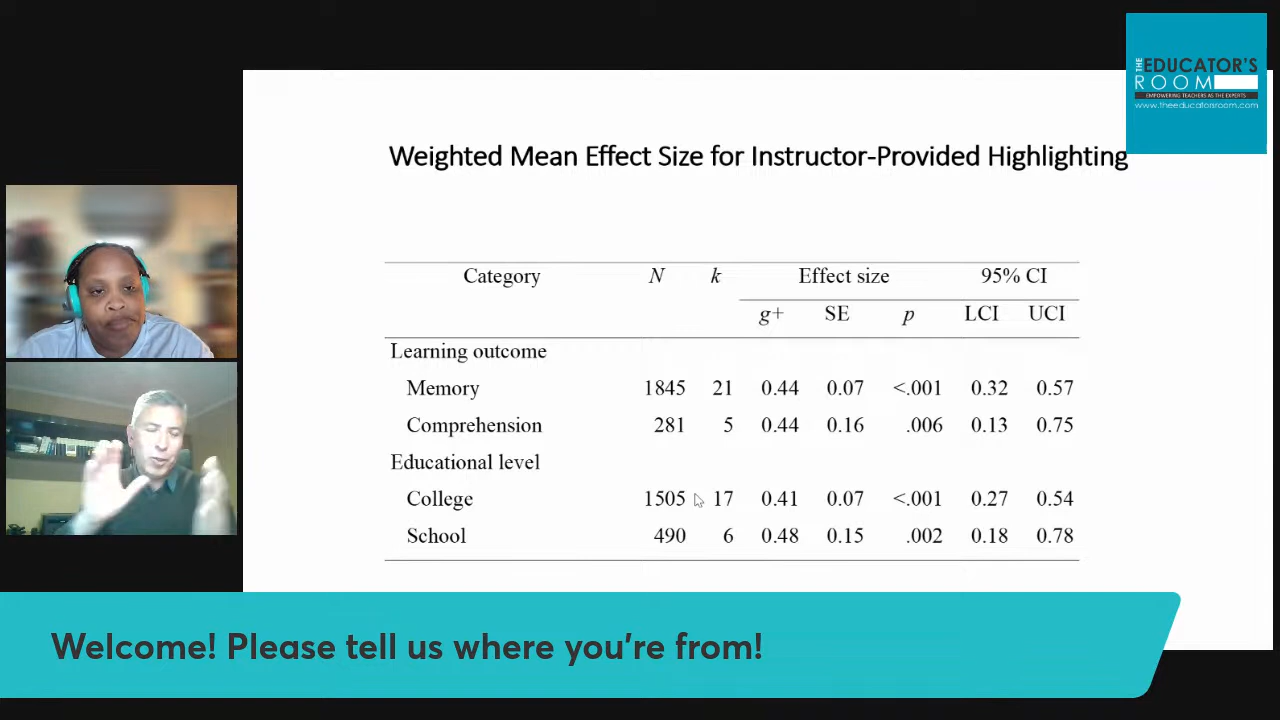 THE EDUCATOR'S
ROOM
EMPOWERING TEACHERS AS THE EXPERTS
www.theeducatorsroom.com
Weighted Mean Effect Size for Instructor-Provided Highlighting
Category N k Effect size 95% CI
g+ SE p LCI UCI
Learning outcome
Memory 1845 21 0.44 0.07 <.001 0.32 0.57
Comprehension 281 5 0.44 0.16 .006 0.13 0.75
Educational level
College 1505 17 0.41 0.07 <.001 0.27 0.54
School 490 6 0.48 0.15 .002 0.18 0.78
Welcome! Please tell us where you're from!